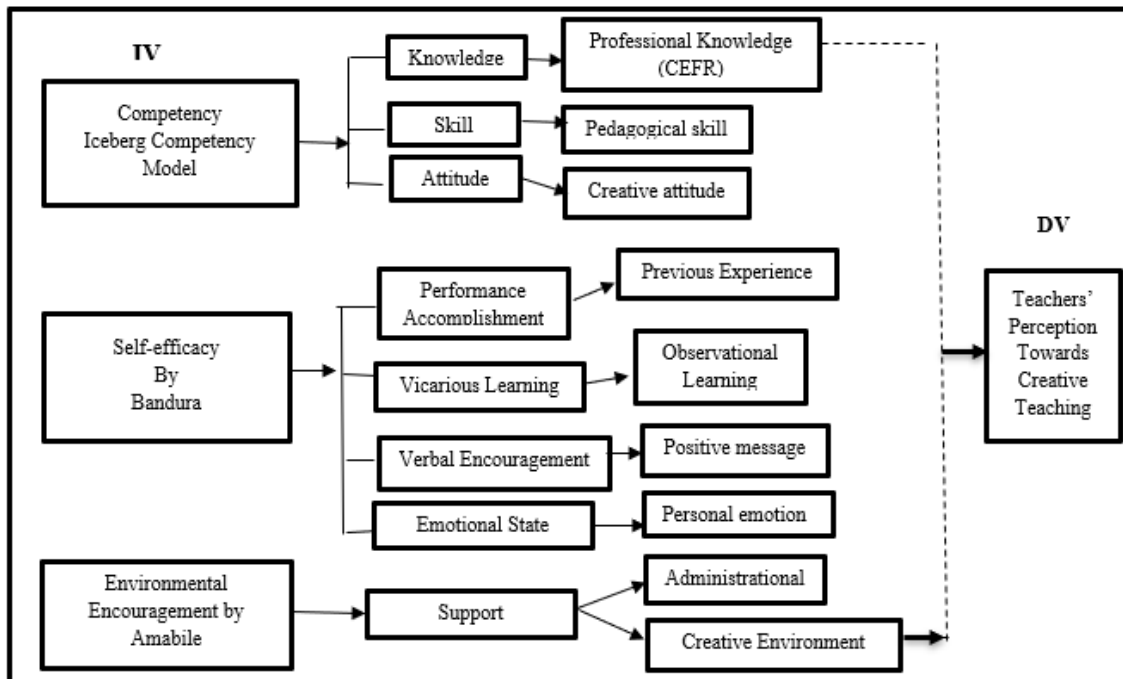 IV
Competency
Iceberg Competency
Model
Knowledge
Professional Knowledge
(CEFR)
Skill
Pedagogical skill
Attitude
Creative attitude
Self-efficacy
By
Bandura
Performance
Accomplishment
Previous Experience
Vicarious Learning
Observational
Learning
Verbal Encouragement
Positive message
Emotional State
Personal emotion
Environmental
Encouragement by
Amabile
Support
Administrational
Creative Environment
DV
Teachers’
Perception
Towards
Creative
Teaching